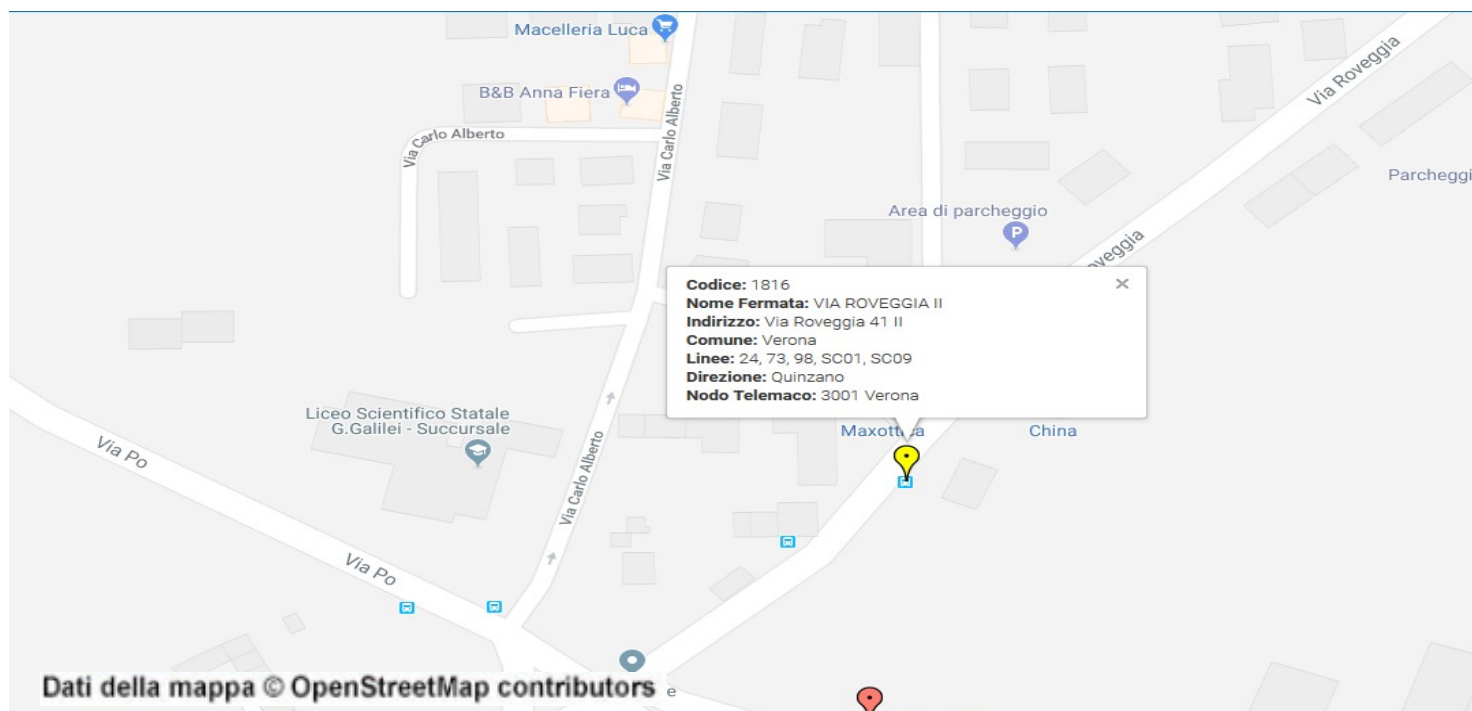 Macelleria Luca
B&B Anna Fiera
Via Carlo Alberto
Via Carlo Alberto
Via Roveggia
Parcheggi
Area di parcheggio
P
oveggia
Codice: 1816
Nome Fermata: VIA ROVEGGIA II
Indirizzo: Via Roveggia 41 II
Comune: Verona
Linee: 24, 73, 98, SC01, SC09
Direzione: Quinzano
Nodo Telemaco: 3001 Verona
Liceo Scientifico Statale
G.Galilei - Succursale
Maxottica
China
Via Po
Via Carlo Alberto
Via Po
Dati della mappa © OpenStreetMap contributors
e